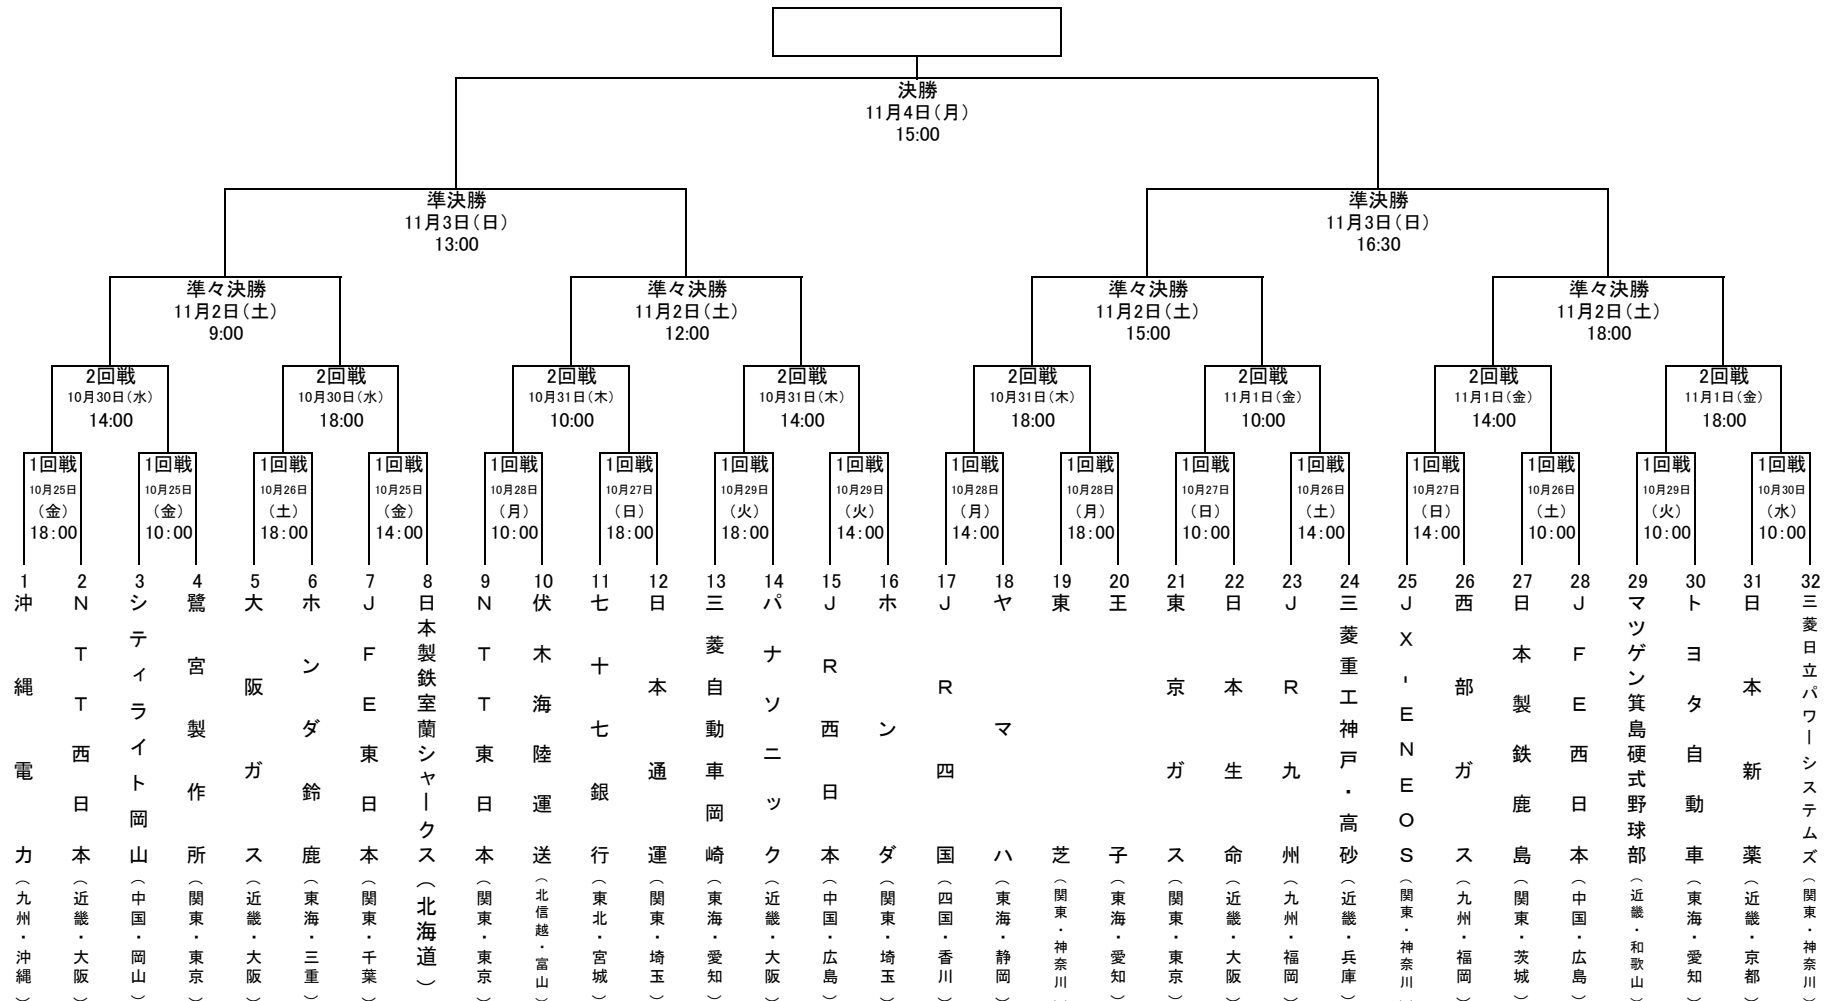 決勝
11月4日（月）
15:00
準決勝
11月3日（日）
13:00
準決勝
11月3日（日）
16:30
準々決勝
11月2日（土）
9:00
準々決勝
11月2日（土）
12:00
準々決勝
11月2日（土）
15:00
準々決勝
11月2日（土）
18:00
2回戦
10月30日（水）
14:00
2回戦
10月30日（水）
18:00
2回戦
10月31日（木）
10:00
2回戦
10月31日（木）
14:00
2回戦
10月31日（木）
18:00
2回戦
11月1日（金）
10:00
2回戦
11月1日（金）
14:00
2回戦
11月1日（金）
18:00
1回戦
10月25日
（金）
18：00
1回戦
10月25日
（金）
10：00
1回戦
10月26日
（土）
18：00
1回戦
10月25日
（金）
14：00
1回戦
10月28日
（月）
10：00
1回戦
10月27日
（日）
18：00
1回戦
10月29日
（火）
18：00
1回戦
10月29日
（火）
14：00
1回戦
10月28日
（月）
14：00
1回戦
10月28日
（月）
18：00
1回戦
10月27日
（日）
10：00
1回戦
10月26日
（土）
14：00
1回戦
10月27日
（日）
14：00
1回戦
10月26日
（土）
10：00
1回戦
10月29日
（火）
10：00
1回戦
10月30日
（水）
10：00
1
沖縄電力（九州・沖縄）
2
ＮＴＴ西日本（近畿・大阪）
3
シティライト岡山（中国・岡山）
4
鷺宮製作所（関東・東京）
5
大阪ガス（近畿・大阪）
6
ホンダ鈴鹿（東海・三重）
7
ＪＦＥ東日本（関東・千葉）
8
日本製鉄室蘭シャークス（北海道）
9
ＮＴＴ東日本（関東・東京）
10
伏木海陸運送（北信越・富山）
11
七十七銀行（東北・宮城）
12
日本通運（関東・埼玉）
13
三菱自動車岡崎（東海・愛知）
14
パナソニック（近畿・大阪）
15
ＪＲ西日本（中国・広島）
16
ホンダ（関東・埼玉）
17
ＪＲ四国（四国・香川）
18
ヤマハ（東海・静岡）
19
東芝（関東・神奈川）
20
王子（東海・愛知）
21
東京ガス（関東・東京）
22
日本生命（近畿・大阪）
23
ＪＲ九州（九州・福岡）
24
三菱重工神戸・高砂（近畿・兵庫）
25
ＪＸ-ＥＮＥＯＳ（関東・神奈川）
26
西部ガス（九州・福岡）
27
日本製鉄鹿島（関東・茨城）
28
ＪＦＥ西日本（中国・広島）
29
マツゲン箕島硬式野球部（近畿・和歌山）
30
トヨタ自動車（東海・愛知）
31
日本新薬（近畿・京都）
32
三菱日立パワーシステムズ（関東・神奈川）